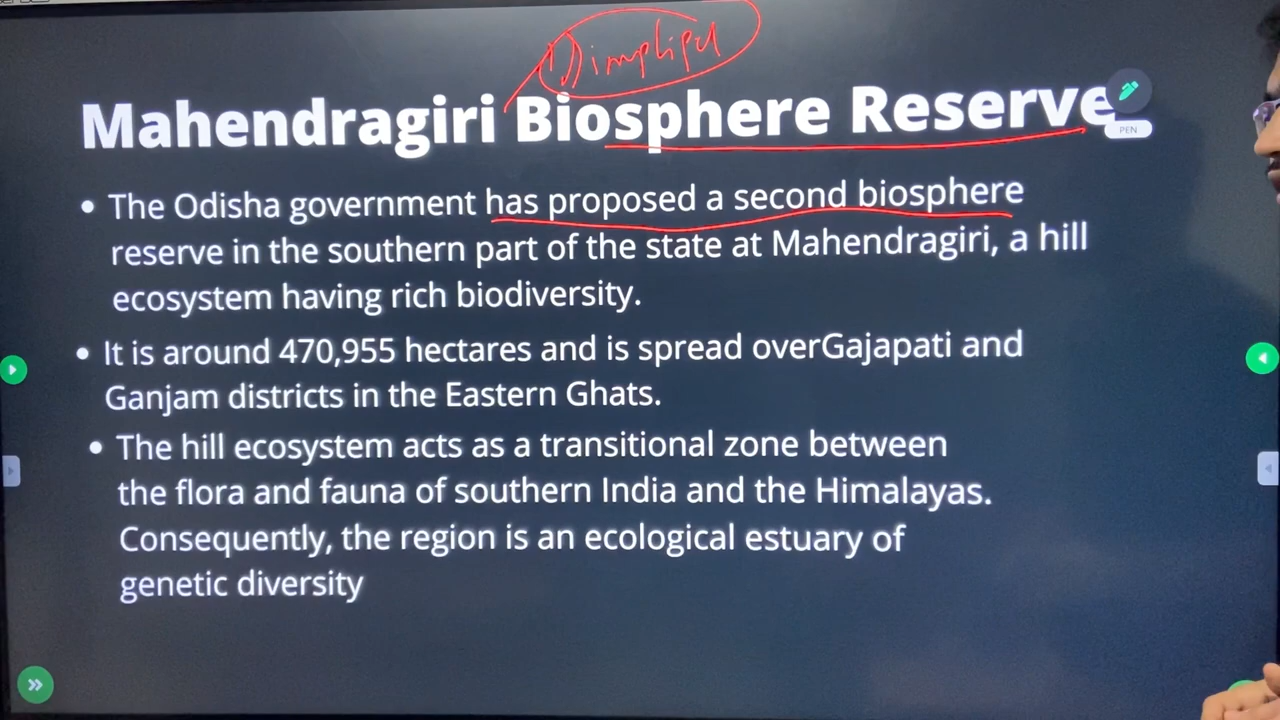 1) Simlipal
Mahendragiri Biosphere Reserve
PEN
• The Odisha government has proposed a second biosphere
reserve in the southern part of the state at Mahendragiri, a hill
ecosystem having rich biodiversity.
• It is around 470,955 hectares and is spread overGajapati and
Ganjam districts in the Eastern Ghats.
• The hill ecosystem acts as a transitional zone between
the flora and fauna of southern India and the Himalayas.
Consequently, the region is an ecological estuary of
genetic diversity